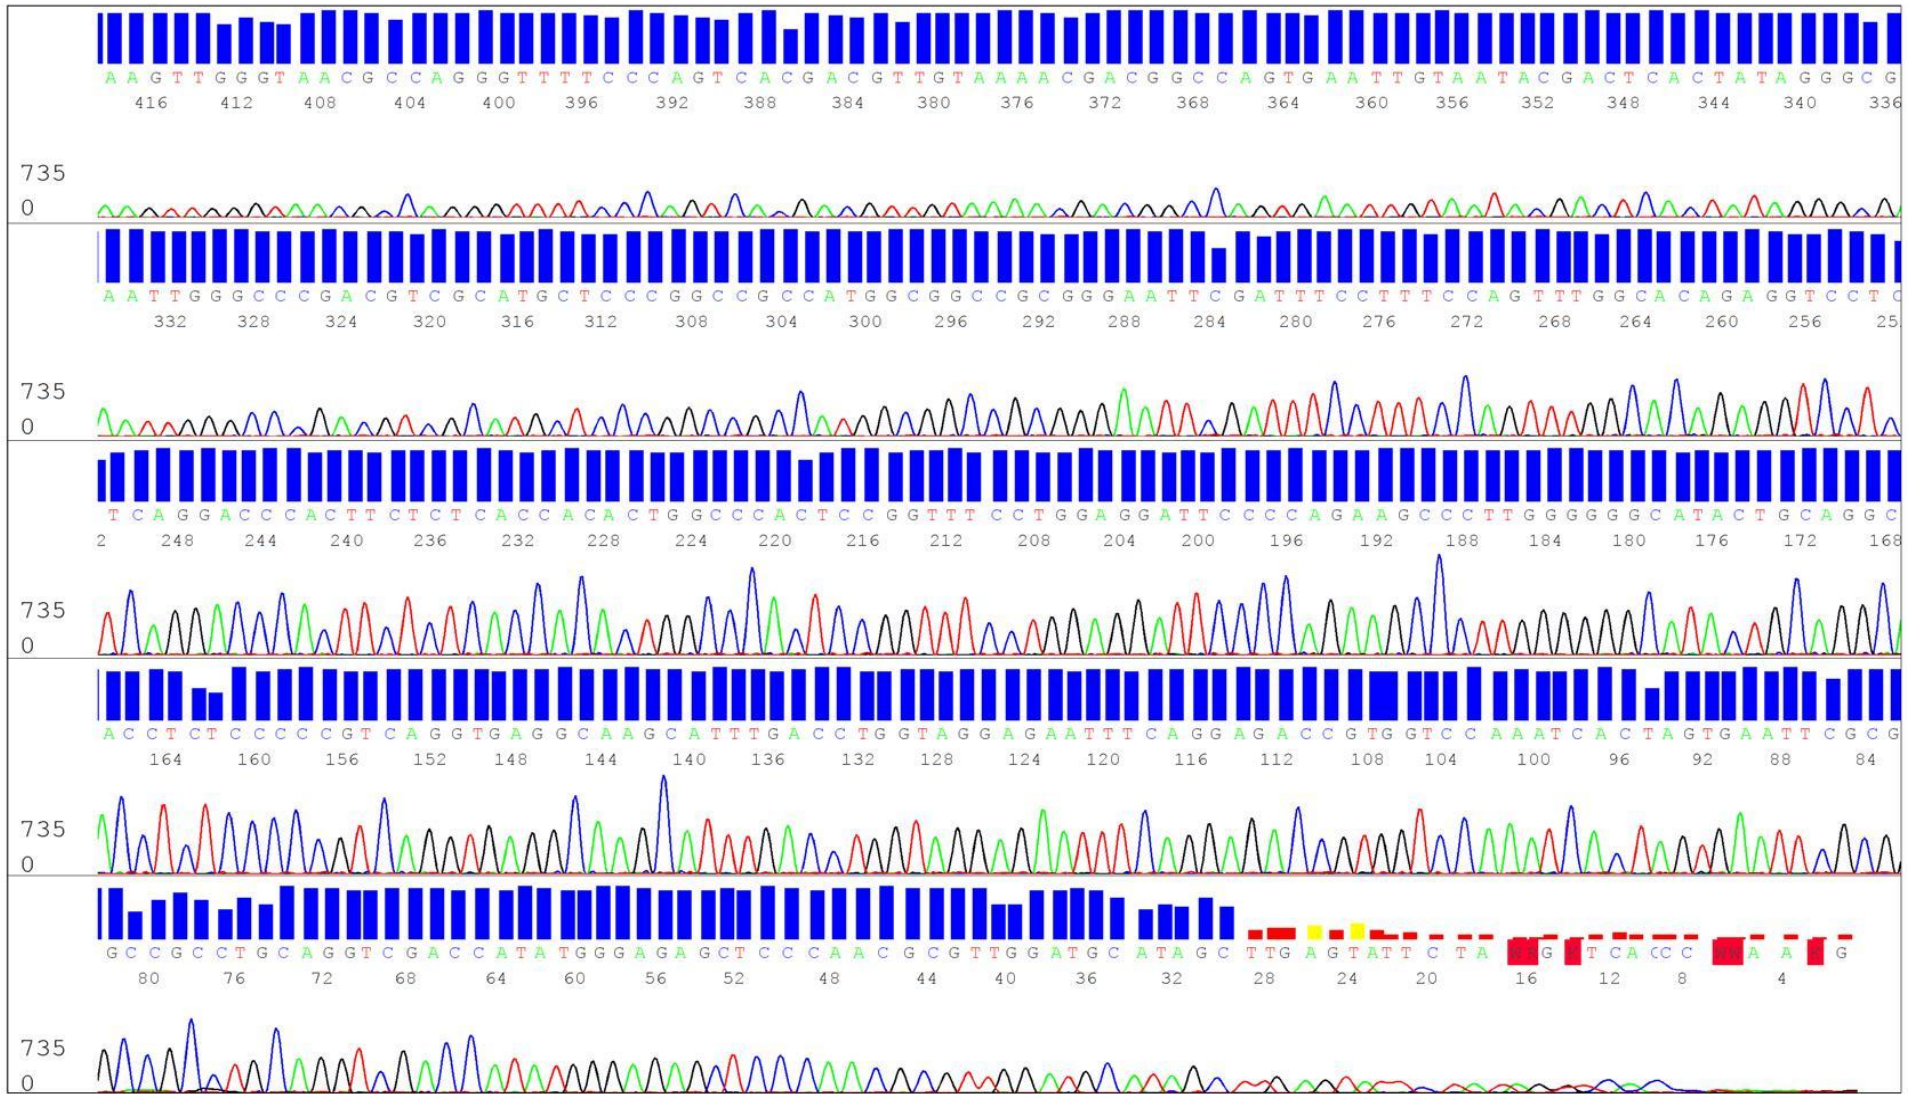 AAGTTGGGTAACGCCAGGGTTTTCCCAGTCACGACGTTGTAAAACGACGGCCAGTGAATTGTAATACGACTCACTATAGGGCG
416 412 408 404 400 396 392 388 384 380 376 372 368 364 360 356 352 348 344 340 336
735
0
AATTGGGCCCGACGTCGCATGCTCCCGGCCGCCATGGCGGCCGCGGGAATTCGATTTCCTTTCCAGTTTGGCACAGAGGTCCTC
332 328 324 320 316 312 308 304 300 296 292 288 284 280 276 272 268 264 260 256 25
735
0
TCAGGACCCACTTCTCTCACCACACTGGCCCACTCCGGTTTCCTGGAGGATTCCCCAGAAGCCCTTGGGGGGCATACTGCAGGC
2 248 244 240 236 232 228 224 220 216 212 208 204 200 196 192 188 184 180 176 172 168
735
0
ACCTCTCCCCCGTCAGGTGAGGCAAGCATTTGACCTGGTAGGAGAATTTCAGGAGACCGTGGTCCAAATCACTAGTGAATTCGCG
164 160 156 152 148 144 140 136 132 128 124 120 116 112 108 104 100 96 92 88 84
735
0
GCCGCCTGCAGGTCGACCATATGGGAGAGCTCCCAACGCGTTGGATGCATAGCTTGAGTATTCTA G KTCACCC A A K G
80 76 72 68 64 60 56 52 48 44 40 36 32 28 24 20 16 12 8 4
735
0